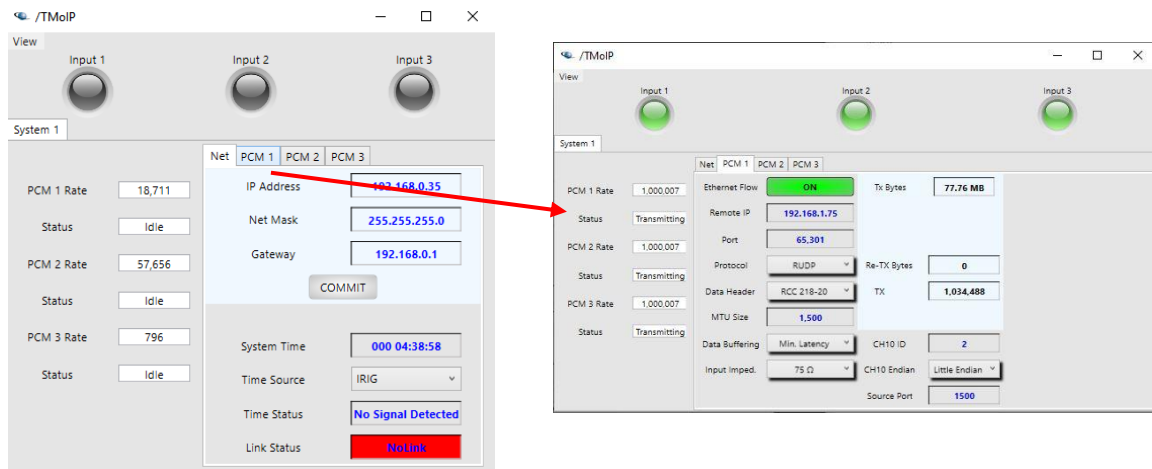 /TMoIP
View
Input 1 Input 2 Input 3
System 1
Net PCM 1 PCM 2 PCM 3
PCM 1 Rate 18,711 IP Address 192.168.0.35
Status Idle Net Mask 255.255.255.0
PCM 2 Rate 57,656 Gateway 192.168.0.1
COMMIT
Status Idle
PCM 3 Rate 796 System Time 000 04:38:58
Status Idle Time Source IRIG
Time Status No Signal Detected
Link Status NoLink
/TMoIP
View
Input 1 Input 2 Input 3
System 1
Net PCM 1 PCM 2 PCM 3
PCM 1 Rate 1,000,007 Ethernet Flow ON Tx Bytes 77.76 MB
Status Transmitting Remote IP 192.168.1.75
PCM 2 Rate 1,000,007 Port 65,301
Status Transmitting Protocol RUDP Re-TX Bytes 0
PCM 3 Rate 1,000,007 Data Header RCC 218-20 TX 1,034,488
Status Transmitting MTU Size 1,500
Data Buffering Min. Latency CH10 ID 2
Input Imped. 75 Ω CH10 Endian Little Endian
Source Port 1500